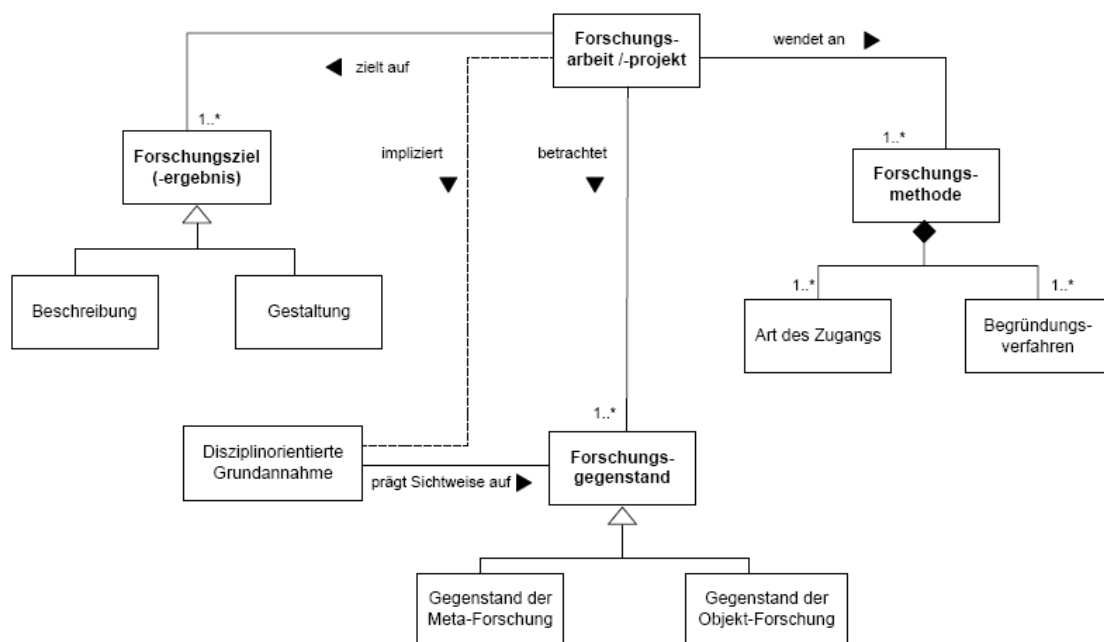 Forschungs-
arbeit /-projekt
wendet an
zielt auf
1..*
Forschungsziel
(-ergebnis)
impliziert
betrachtet
1..*
Forschungs-
methode
Beschreibung
Gestaltung
1..*
1..*
Art des Zugangs
Begründungs-
verfahren
1..*
Disziplinorientierte
Grundannahme
prägt Sichtweise auf
Forschungs-
gegenstand
Gegenstand der
Meta-Forschung
Gegenstand der
Objekt-Forschung